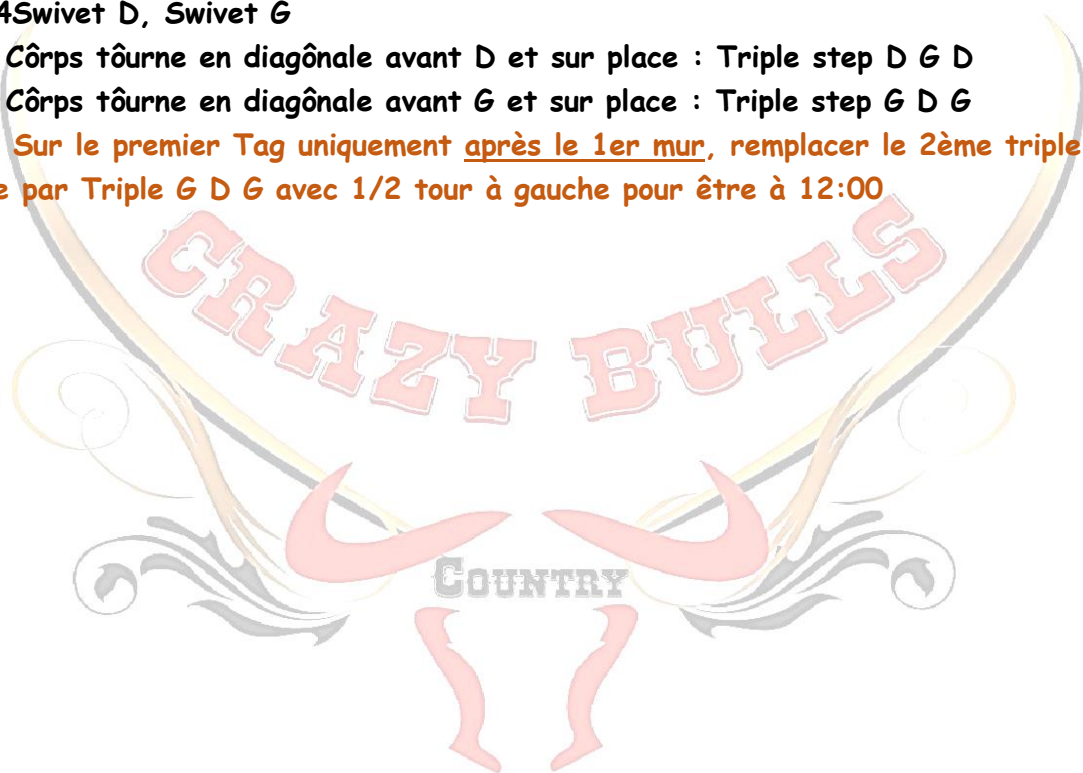 4Swivet D, Swivet G
Côrps tôurne en diagônale avant D et sur place : Triple step D G D
Côrps tôurne en diagônale avant G et sur place : Triple step G D G
Sur le premier Tag uniquement après le 1er mur, remplacer le 2ème triple
e par Triple G D G avec 1/2 tour à gauche pour être à 12:00
CRAZY BULLS
COUNTRY